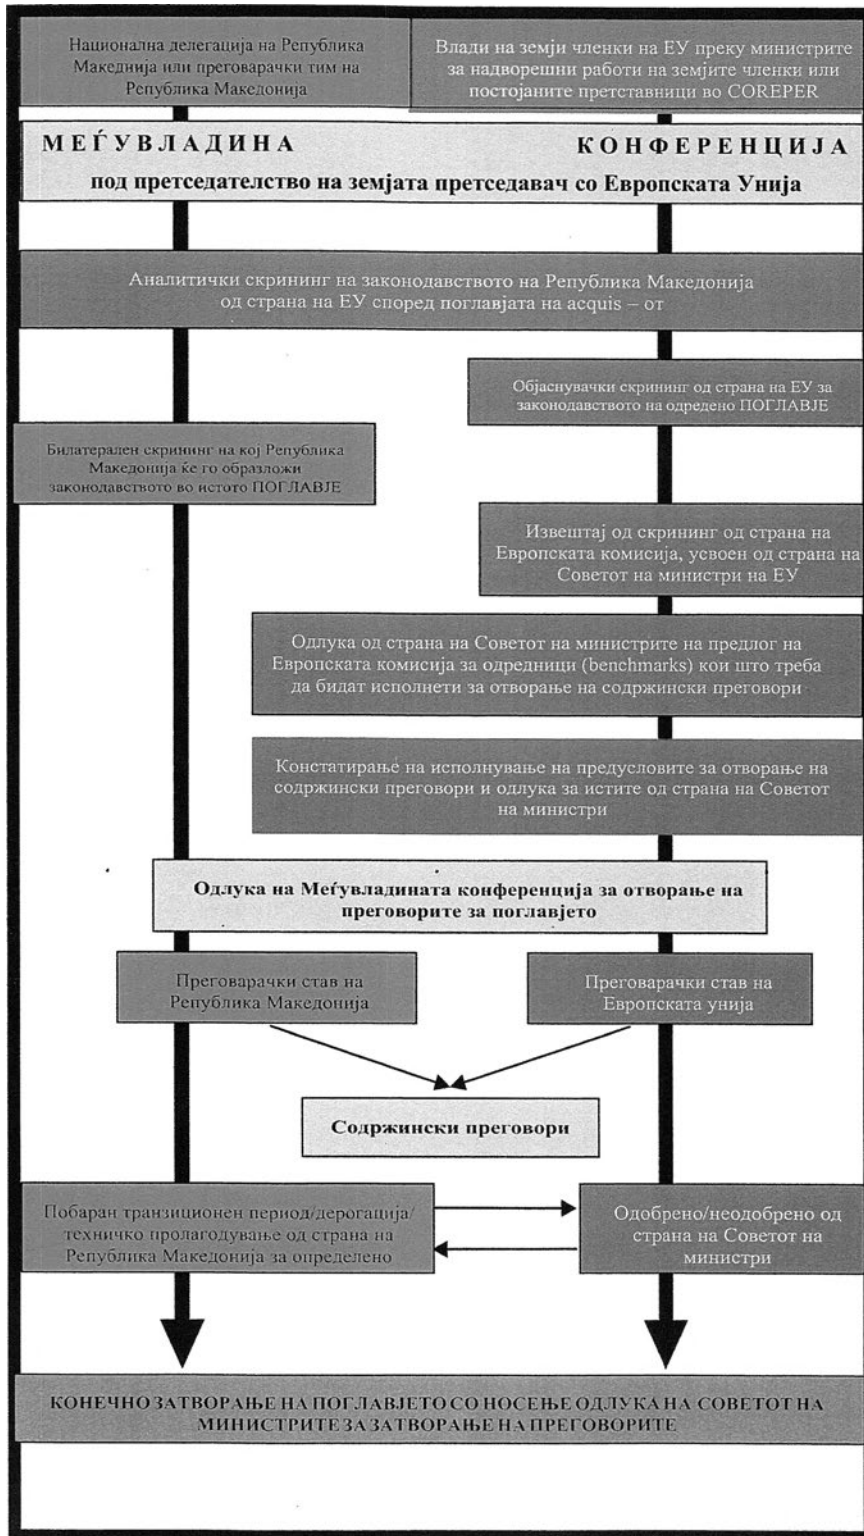 Национална делегација на Република
Македнија или преговарачки тим на
Република Македонија
Влади на земји членки на ЕУ преку министрите
за надворешни работи на земјите членки или
постојаните претставници во COREPER
МЕЃУВЛАДИНА КОНФЕРЕНЦИЈА
под претседателство на земјата претседавач со Европската Унија
Аналитички скрининг на законодавството на Република Македонија
од страна на ЕУ според поглавјата на acquis – от
Објаснувачки скрининг од страна на ЕУ за
законодавството на одредено ПОГЛАВЈЕ
Билатерален скрининг на кој Република
Македонија ќе го образложи
законодавството во истото ПОГЛАВЈЕ
Извештај од скрининг од страна на
Европската комисија, усвоен од страна на
Советот на министри на ЕУ
Одлука од страна на Советот на министрите на предлог на
Европската комисија за одредници (benchmarks) кои што треба
да бидат исполнети за отворање на содржински преговори
Констатирање на исполнување на предусловите за отворање на
содржински преговори и одлука за истите од страна на Советот
на министри
Одлука на Меѓувладината конференција за отворање на
преговорите за поглавјето
Преговарачки став на
Република Македонија
Преговарачки став на
Европската унија
Содржински преговори
Побаран транзиционен период/дерогација/
техничко пролагодување од страна на
Република Македонија за определено
Одобрено/неодобрено од
страна на Советот на
министри
КОНЕЧНО ЗАТВОРАЊЕ НА ПОГЛАВЈЕТО СО НОСЕЊЕ ОДЛУКА НА СОВЕТОТ НА
МИНИСТРИТЕ ЗА ЗАТВОРАЊЕ НА ПРЕГОВОРИТЕ